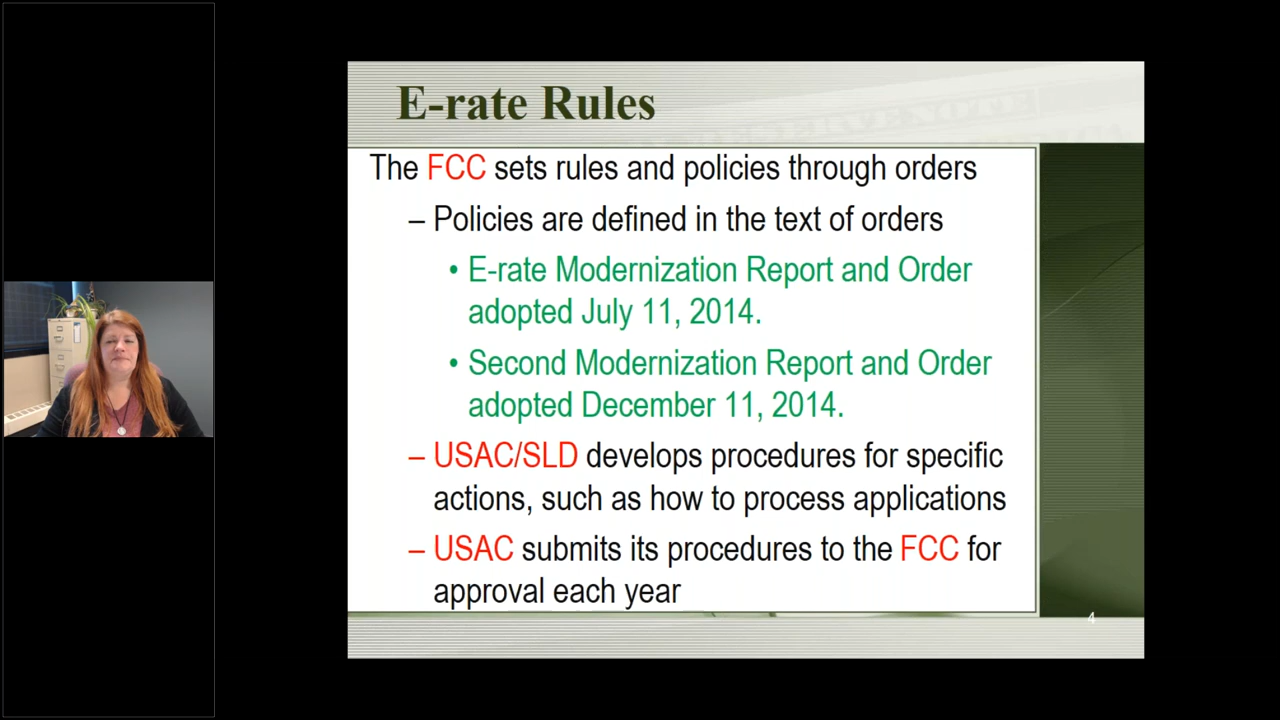 E-rate Rules
The FCC sets rules and policies through orders
– Policies are defined in the text of orders
• E-rate Modernization Report and Order
adopted July 11, 2014.
• Second Modernization Report and Order
adopted December 11, 2014.
– USAC/SLD develops procedures for specific
actions, such as how to process applications
– USAC submits its procedures to the FCC for
approval each year
4